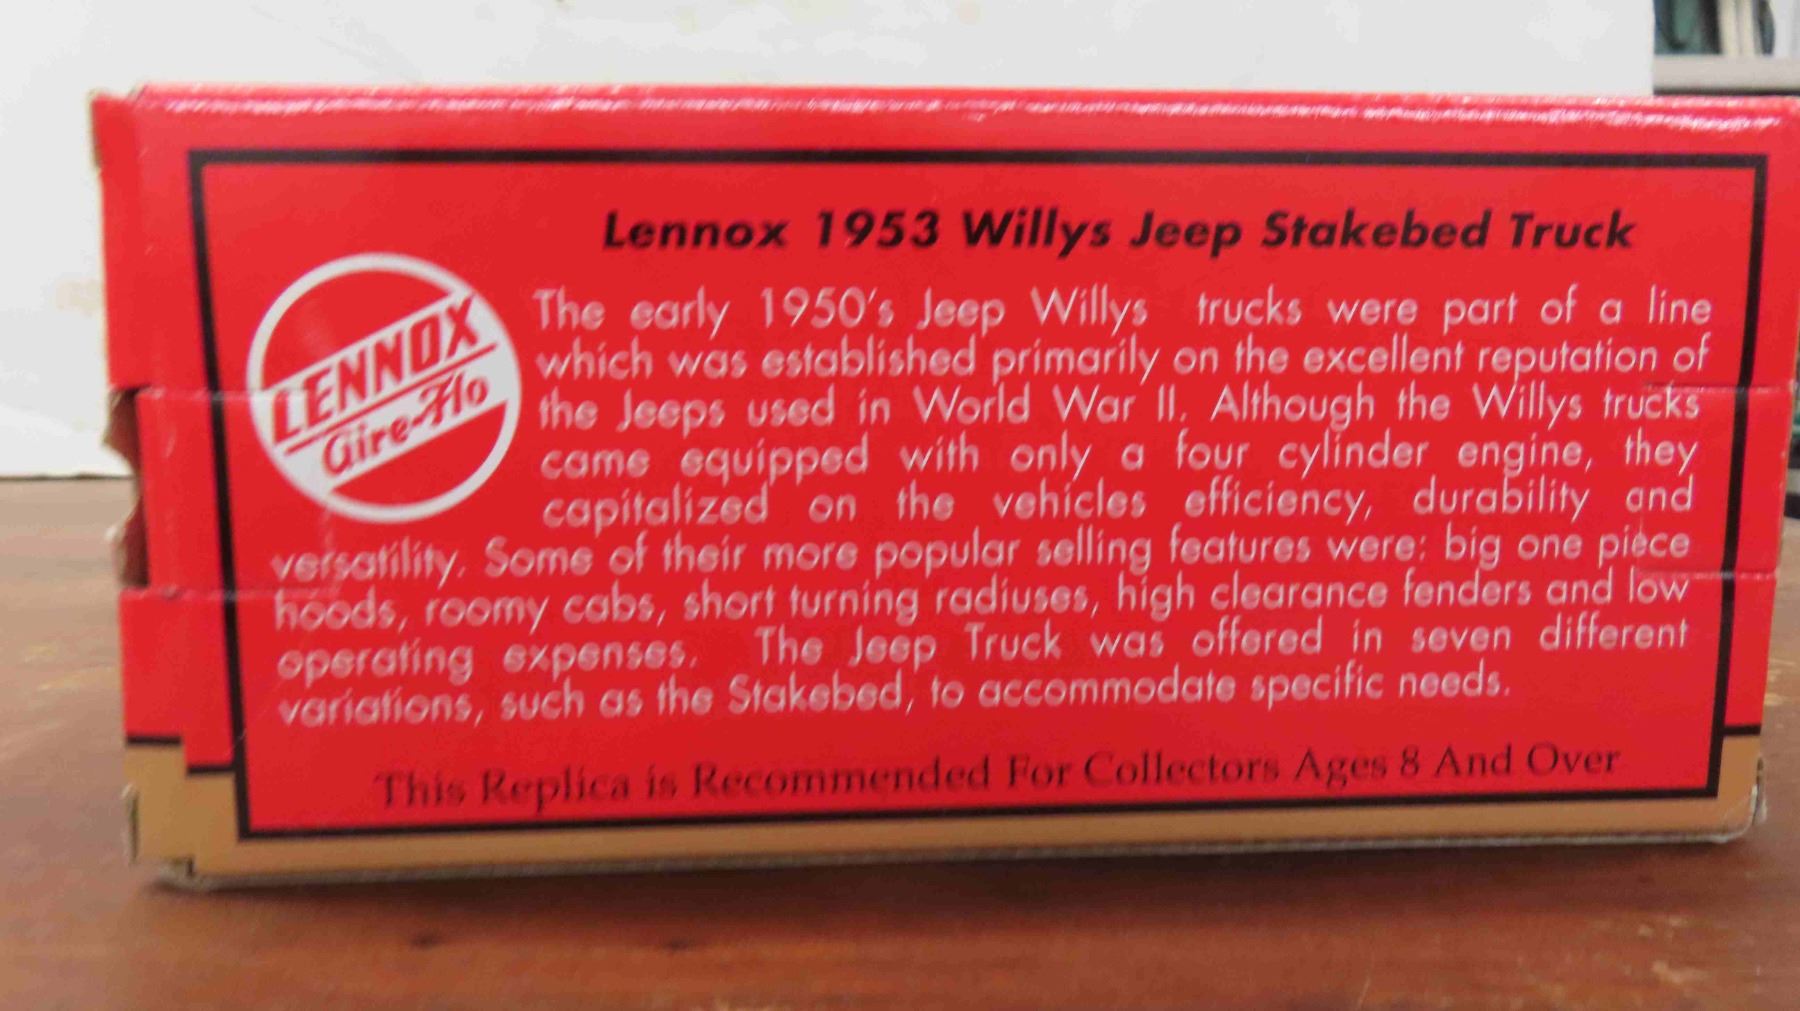 Lennox 1953 Willys Jeep Stakebed Truck
LENNOX
Aire-Flo
The early 1950's Jeep Willys trucks were part of a line
which was established primarily on the excellent reputation of
the Jeeps used in World War II. Although the Willys trucks
came equipped with only a four cylinder engine, they
capitalized on the vehicles efficiency, durability and
versatility. Some of their more popular selling features were: big one piece
hoods, roomy cabs, short turning radiuses, high clearance fenders and low
operating expenses. The Jeep Truck was offered in seven different
variations, such as the Stakebed, to accommodate specific needs.
This Replica is Recommended For Collectors Ages 8 And Over